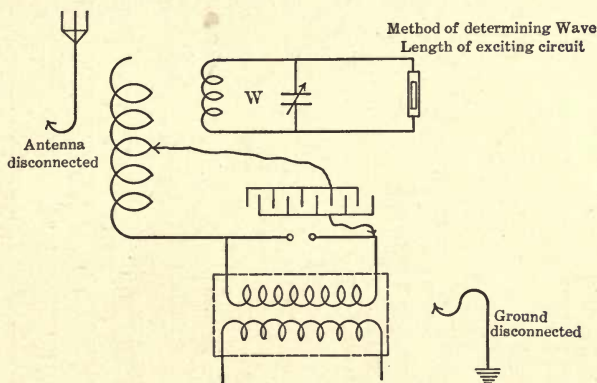 Method of determining Wave
Length of exciting circuit
W
Antenna
disconnected
Ground
disconnected